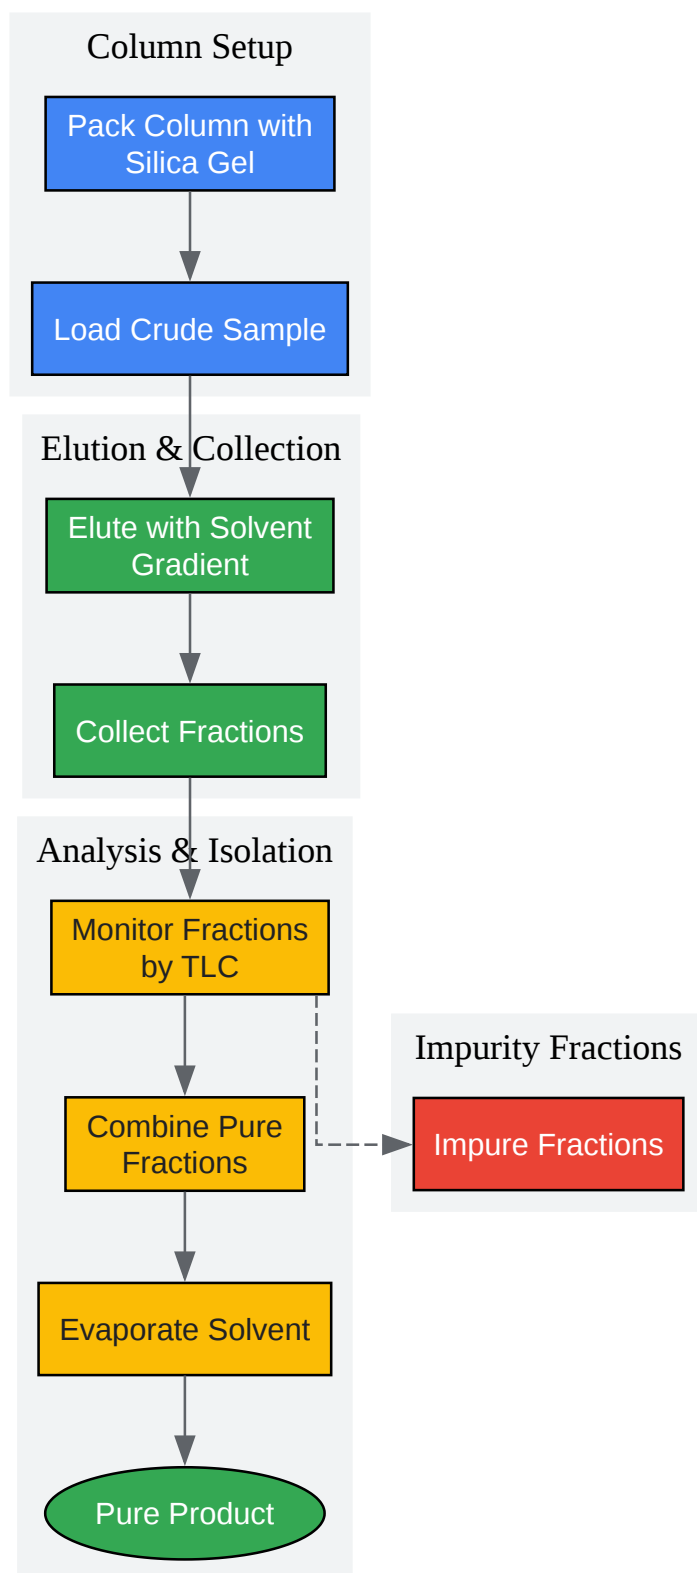 Column Setup
Pack Column with
Silica Gel
Load Crude Sample
Elution & Collection
Elute with Solvent
Gradient
Collect Fractions
Analysis & Isolation
Monitor Fractions
by TLC
Impurity Fractions
Combine Pure
Fractions
Impure Fractions
Evaporate Solvent
Pure Product